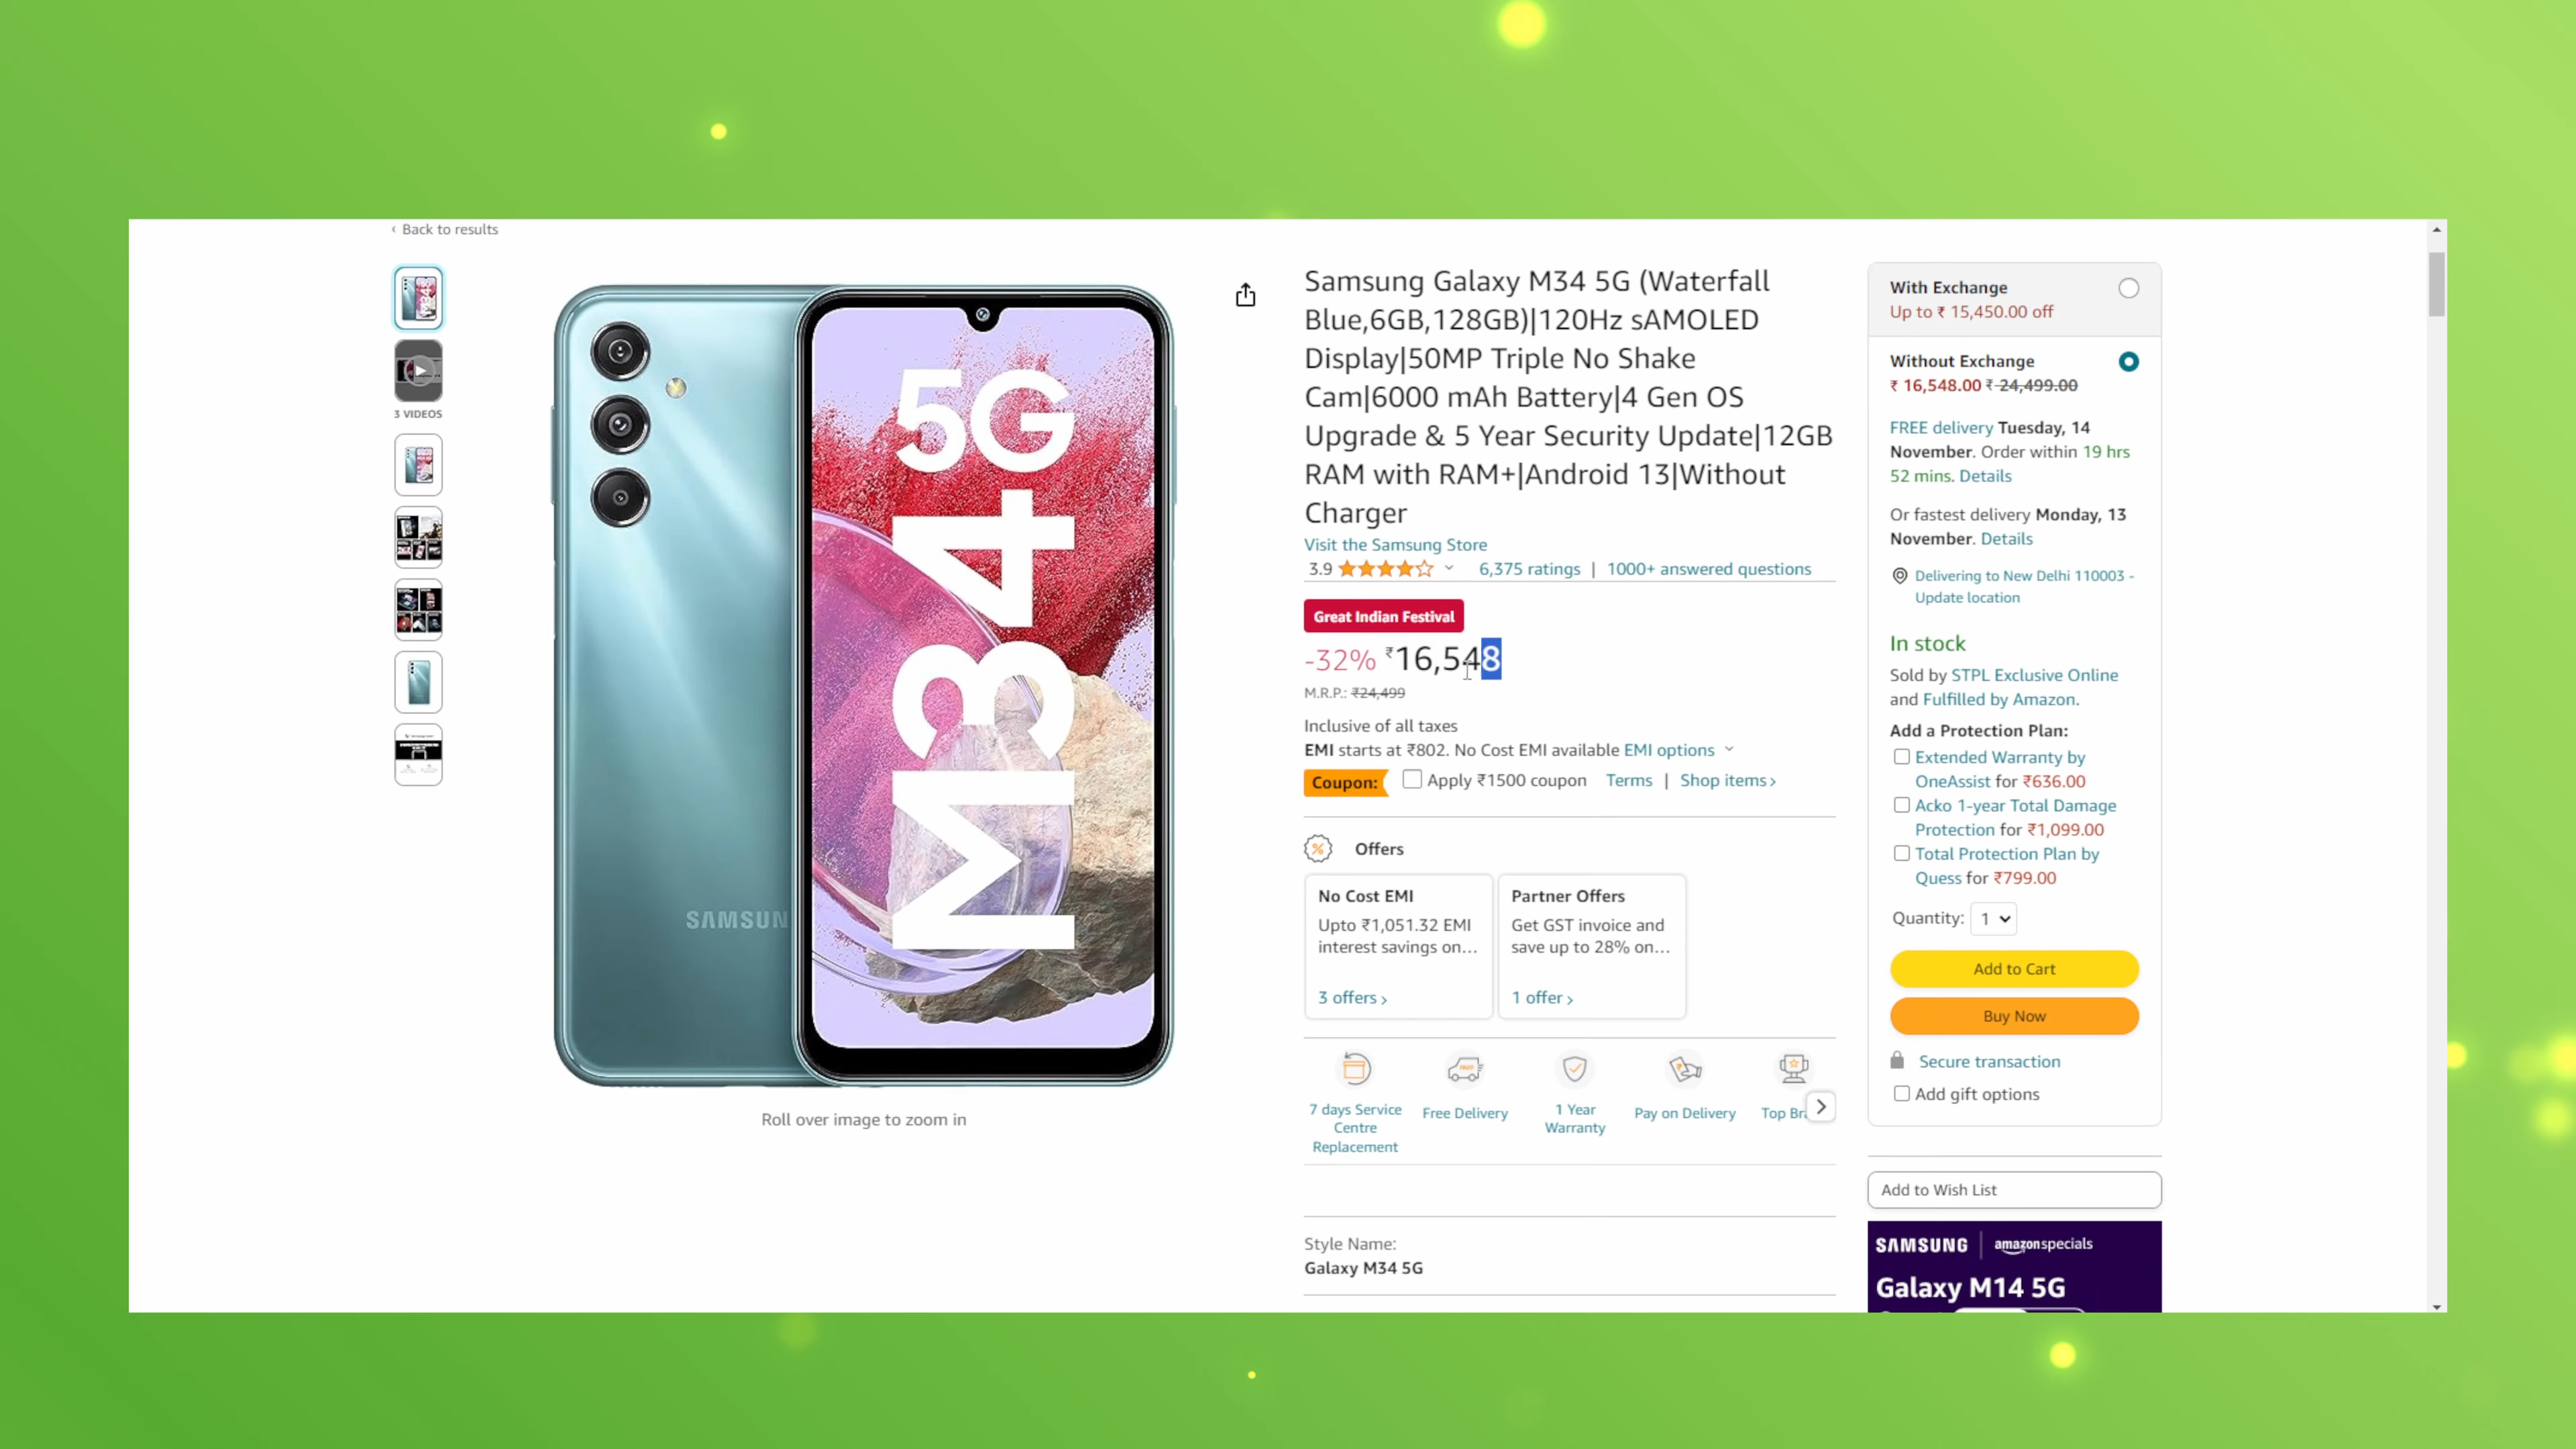 ‹ Back to results
3 VIDEOS
5G
M34
SAMSUN
Roll over image to zoom in
Samsung Galaxy M34 5G (Waterfall
Blue,6GB,128GB)|120Hz sAMOLED
Display|50MP Triple No Shake
Cam|6000 mAh Battery|4 Gen OS
Upgrade & 5 Year Security Update|12GB
RAM with RAM+|Android 13|Without
Charger
Visit the Samsung Store
3.9 6,375 ratings | 1000+ answered questions
Great Indian Festival
-32% ₹16,548
M.R.P.: ₹24,499
Inclusive of all taxes
EMI starts at ₹802. No Cost EMI available EMI options
Coupon: Apply ₹1500 coupon Terms | Shop items ›
Offers
No Cost EMI
Upto ₹1,051.32 EMI
interest savings on…
3 offers ›
Partner Offers
Get GST invoice and
save up to 28% on…
1 offer ›
7 days Service
Centre
Replacement
Free Delivery
1 Year
Warranty
Pay on Delivery
Top Br
Style Name:
Galaxy M34 5G
With Exchange
Up to ₹ 15,450.00 off
Without Exchange
₹ 16,548.00 ₹ 24,499.00
FREE delivery Tuesday, 14
November. Order within 19 hrs
52 mins. Details
Or fastest delivery Monday, 13
November. Details
Delivering to New Delhi 110003 -
Update location
In stock
Sold by STPL Exclusive Online
and Fulfilled by Amazon.
Add a Protection Plan:
Extended Warranty by
OneAssist for ₹636.00
Acko 1-year Total Damage
Protection for ₹1,099.00
Total Protection Plan by
Quess for ₹799.00
Quantity: 1
Add to Cart
Buy Now
Secure transaction
Add gift options
Add to Wish List
SAMSUNG | amazonspecials
Galaxy M14 5G